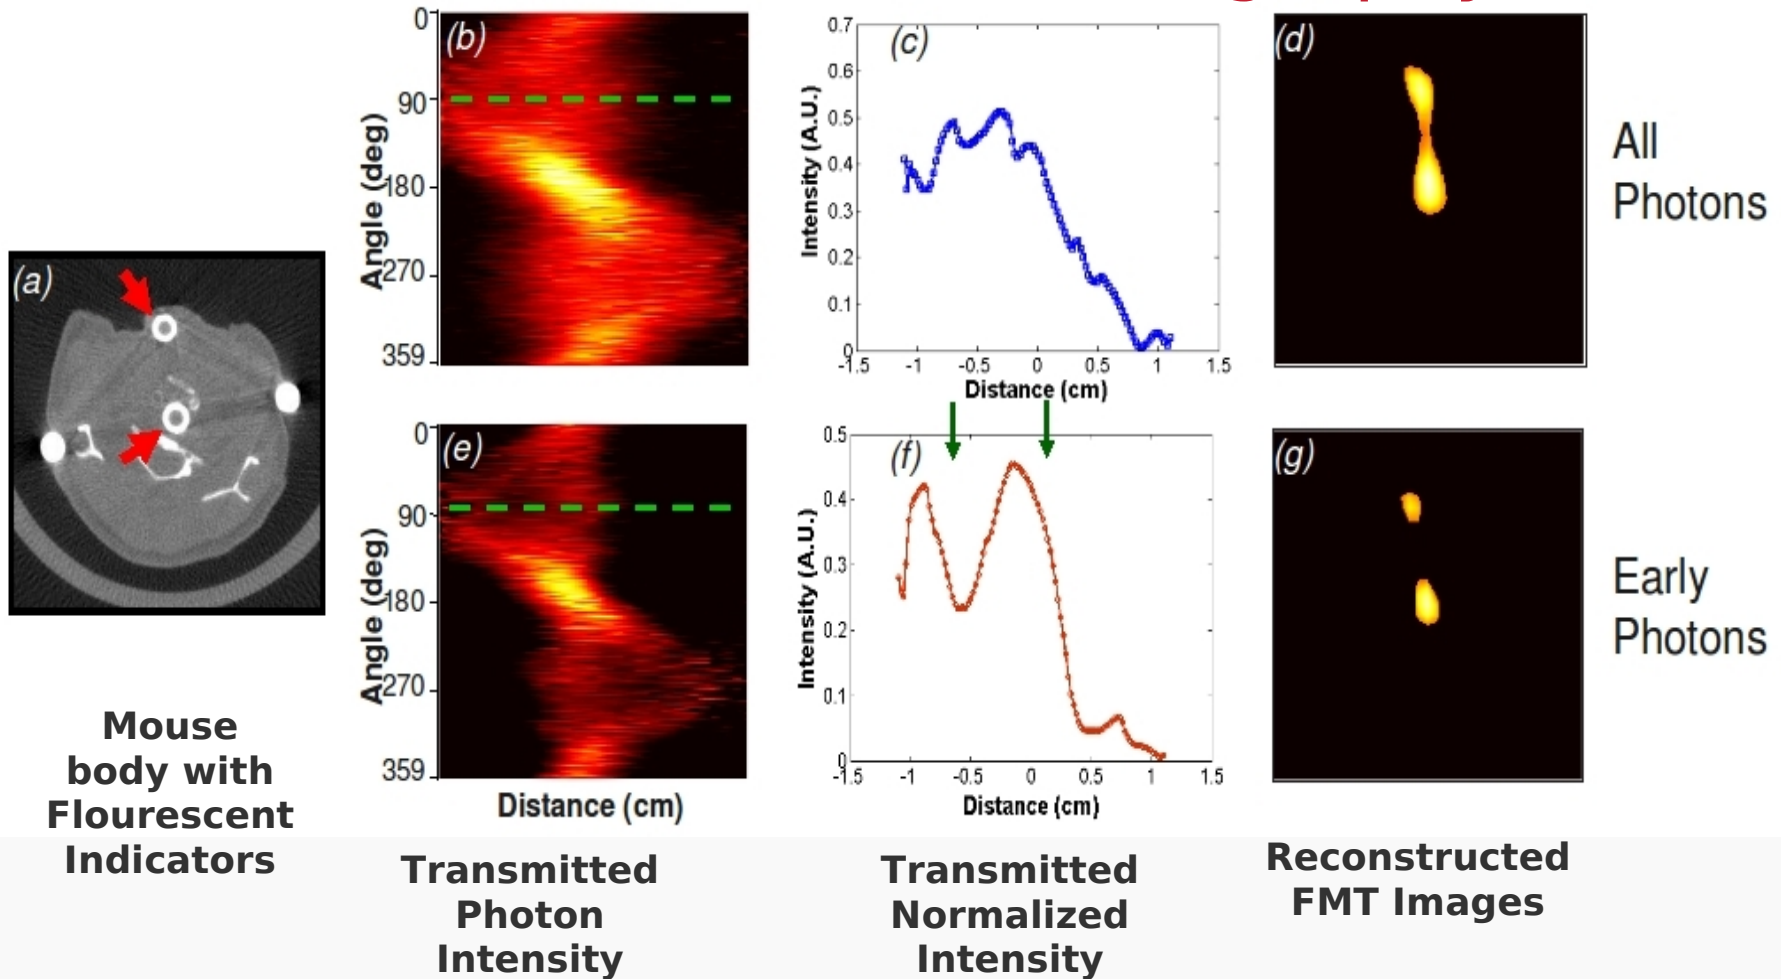 (a)
Mouse
body with
Flourescent
Indicators
(b)
Angle (deg)
0
90
180
270
359
(e)
Angle (deg)
0
90
180
270
359
Distance (cm)
Transmitted
Photon
Intensity
(c)
Intensity (A.U.)
0.7
0.6
0.5
0.4
0.3
0.2
0.1
0
-1.5 -1 -0.5 0 0.5 1 1.5
Distance (cm)
(f)
Intensity (A.U.)
0.5
0.4
0.3
0.2
0.1
0
-1.5 -1 -0.5 0 0.5 1 1.5
Distance (cm)
Transmitted
Normalized
Intensity
(d)
All
Photons
(g)
Early
Photons
Reconstructed
FMT Images